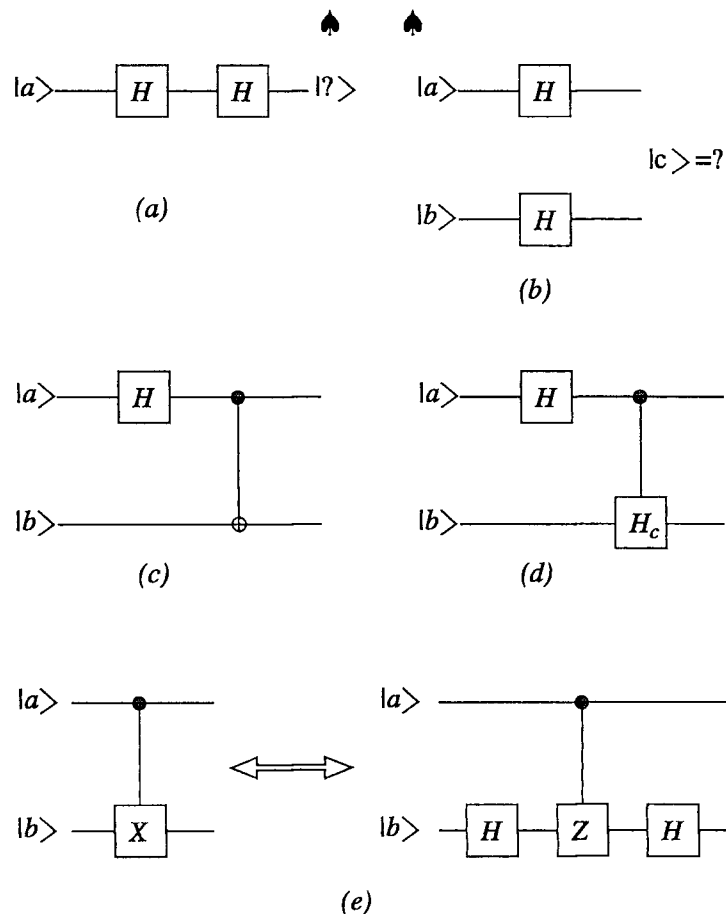 |a> H H |?>
|a> H
|c>=?
|b> H
(a)
(b)
|a> H
|a> H
|b>
|b> H_c
(c)
(d)
|a>
|a>
|b> X
|b> H Z H
(e)